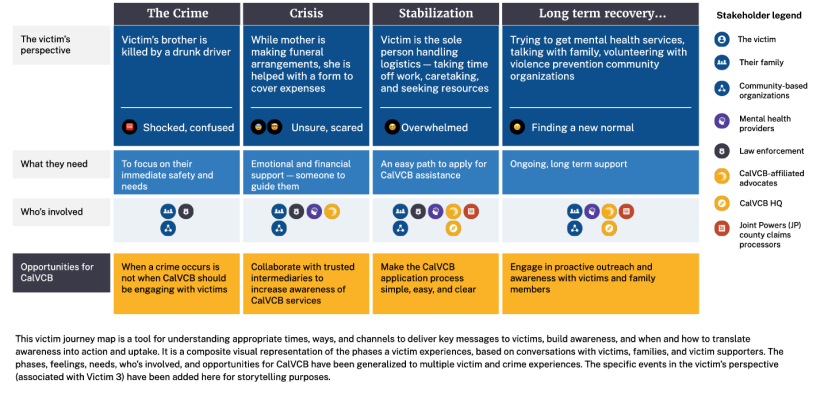 The Crime
Crisis
Stabilization
Long term recovery...
Stakeholder legend
The victim's
perspective
Victim's brother is
killed by a drunk driver
While mother is
making funeral
arrangements, she is
helped with a form to
cover expenses
Victim is the sole
person handling
logistics — taking time
off work, caretaking,
and seeking resources
Trying to get mental health services,
talking with family, volunteering with
violence prevention community
organizations
Shocked, confused
Unsure, scared
Overwhelmed
Finding a new normal
The victim
Their family
Community-based
organizations
Mental health
providers
Law enforcement
CalVCB-affiliated
advocates
CalVCB HQ
Joint Powers (JP)
county claims
processors
What they need
To focus on their
immediate safety and
needs
Emotional and financial
support — someone to
guide them
An easy path to apply for
CalVCB assistance
Ongoing, long term support
Who's involved
Opportunities for
CalVCB
When a crime occurs is
not when CalVCB should
be engaging with victims
Collaborate with trusted
intermediaries to
increase awareness of
CalVCB services
Make the CalVCB
application process
simple, easy, and clear
Engage in proactive outreach and
awareness with victims and family
members
This victim journey map is a tool for understanding appropriate times, ways, and channels to deliver key messages to victims, build awareness, and when and how to translate
awareness into action and uptake. It is a composite visual representation of the phases a victim experiences, based on conversations with victims, families, and victim supporters. The
phases, feelings, needs, who's involved, and opportunities for CalVCB have been generalized to multiple victim and crime experiences. The specific events in the victim's perspective
(associated with Victim 3) have been added here for storytelling purposes.